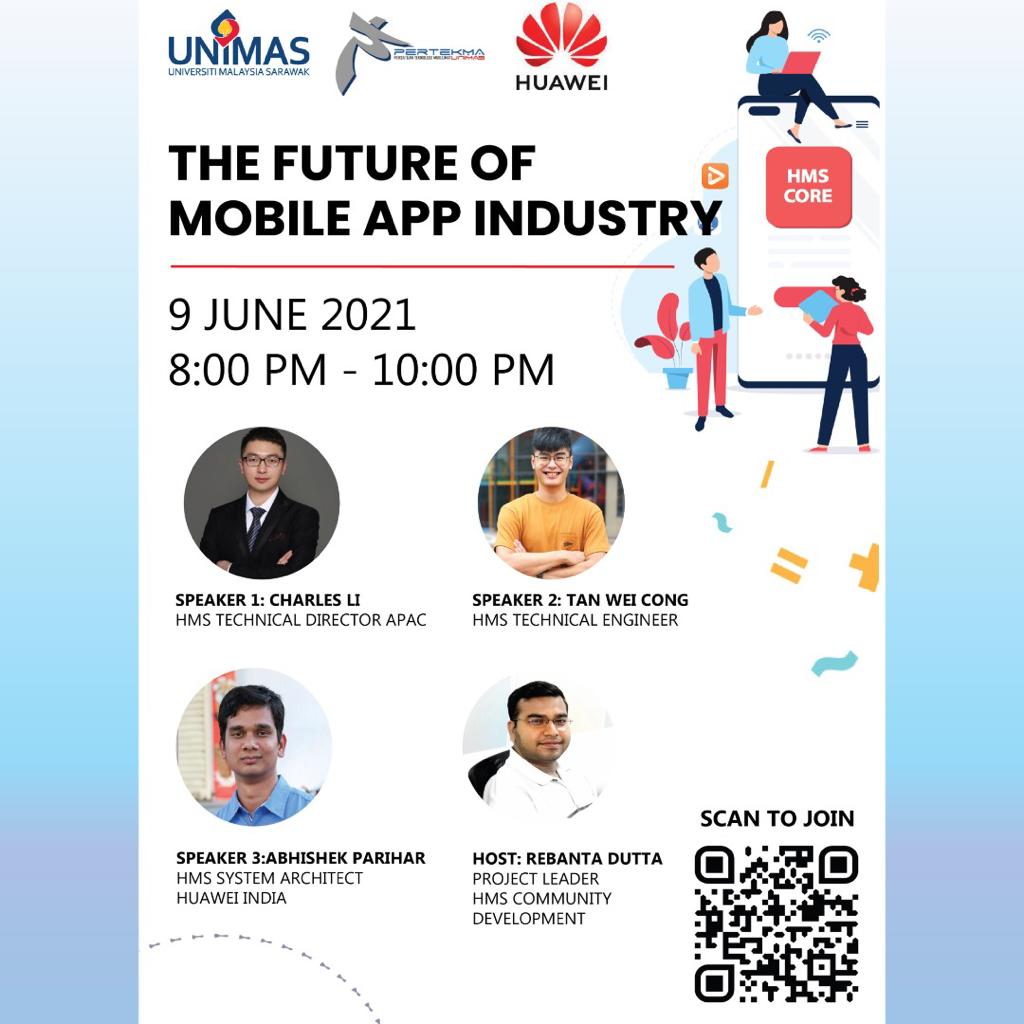 UNIMAS
UNIVERSITI MALAYSIA SARAWAK
PERTEKMA
UNIMAS
HUAWEI
HMS
CORE
THE FUTURE OF
MOBILE APP INDUSTRY
9 JUNE 2021
8:00 PM - 10:00 PM
SPEAKER 1: CHARLES LI
HMS TECHNICAL DIRECTOR APAC
SPEAKER 2: TAN WEI CONG
HMS TECHNICAL ENGINEER
SPEAKER 3:ABHISHEK PARIHAR
HMS SYSTEM ARCHITECT
HUAWEI INDIA
HOST: REBANTA DUTTA
PROJECT LEADER
HMS COMMUNITY
DEVELOPMENT
SCAN TO JOIN